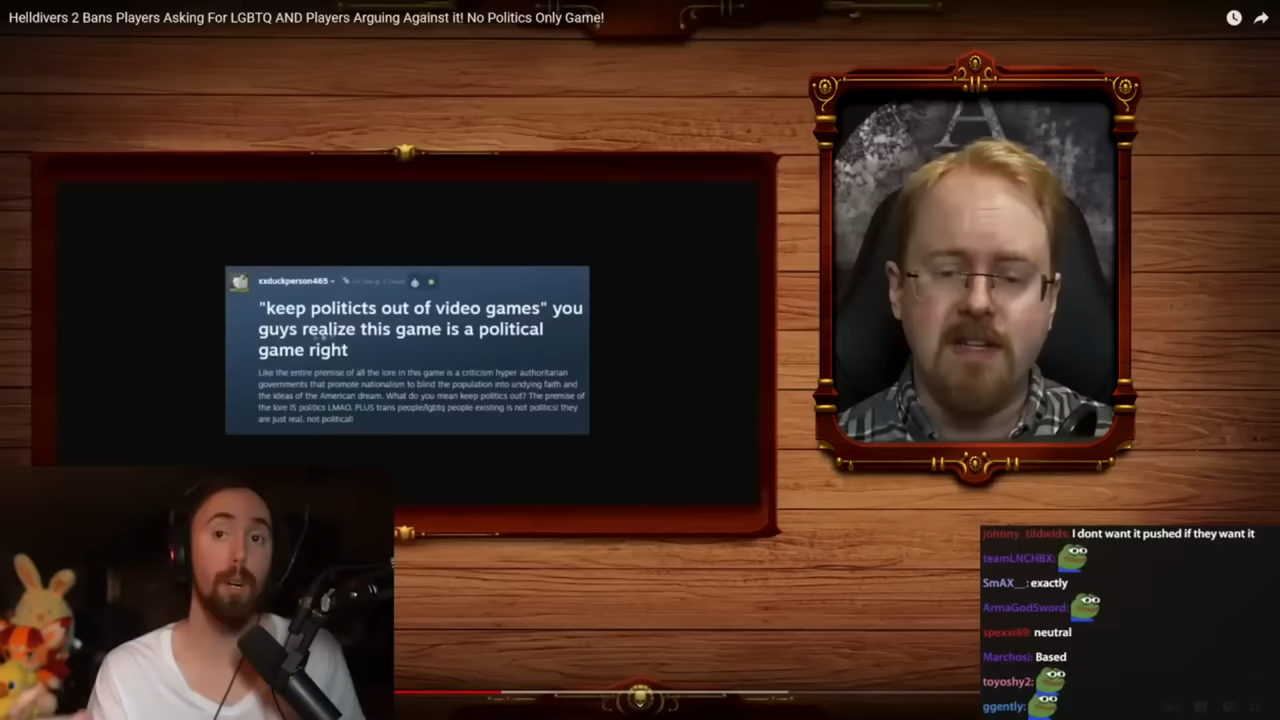 Helldivers 2 Bans Players Asking For LGBTQ AND Players Arguing Against it! No Politics Only Game!
A
xxduckperson465
"keep politicts out of video games" you
guys realize this game is a political
game right
Like the entire premise of all the lore in this game is a criticism hyper authoritarian
governments that promote nationalism to blind the population into undying faith and
the ideas of the American dream. What do you mean keep politics out? The premise of
the lore IS politics LMAO, PLUS trans people/lgbtq people existing is not politics! they
are just real, not political!
johnny_tildwids: I dont want it pushed if they want it
teamLNCHBX:
SmAX__: exactly
ArmaGodSword:
spexxi89: neutral
Marchosi: Based
toyoshy2:
ggently: